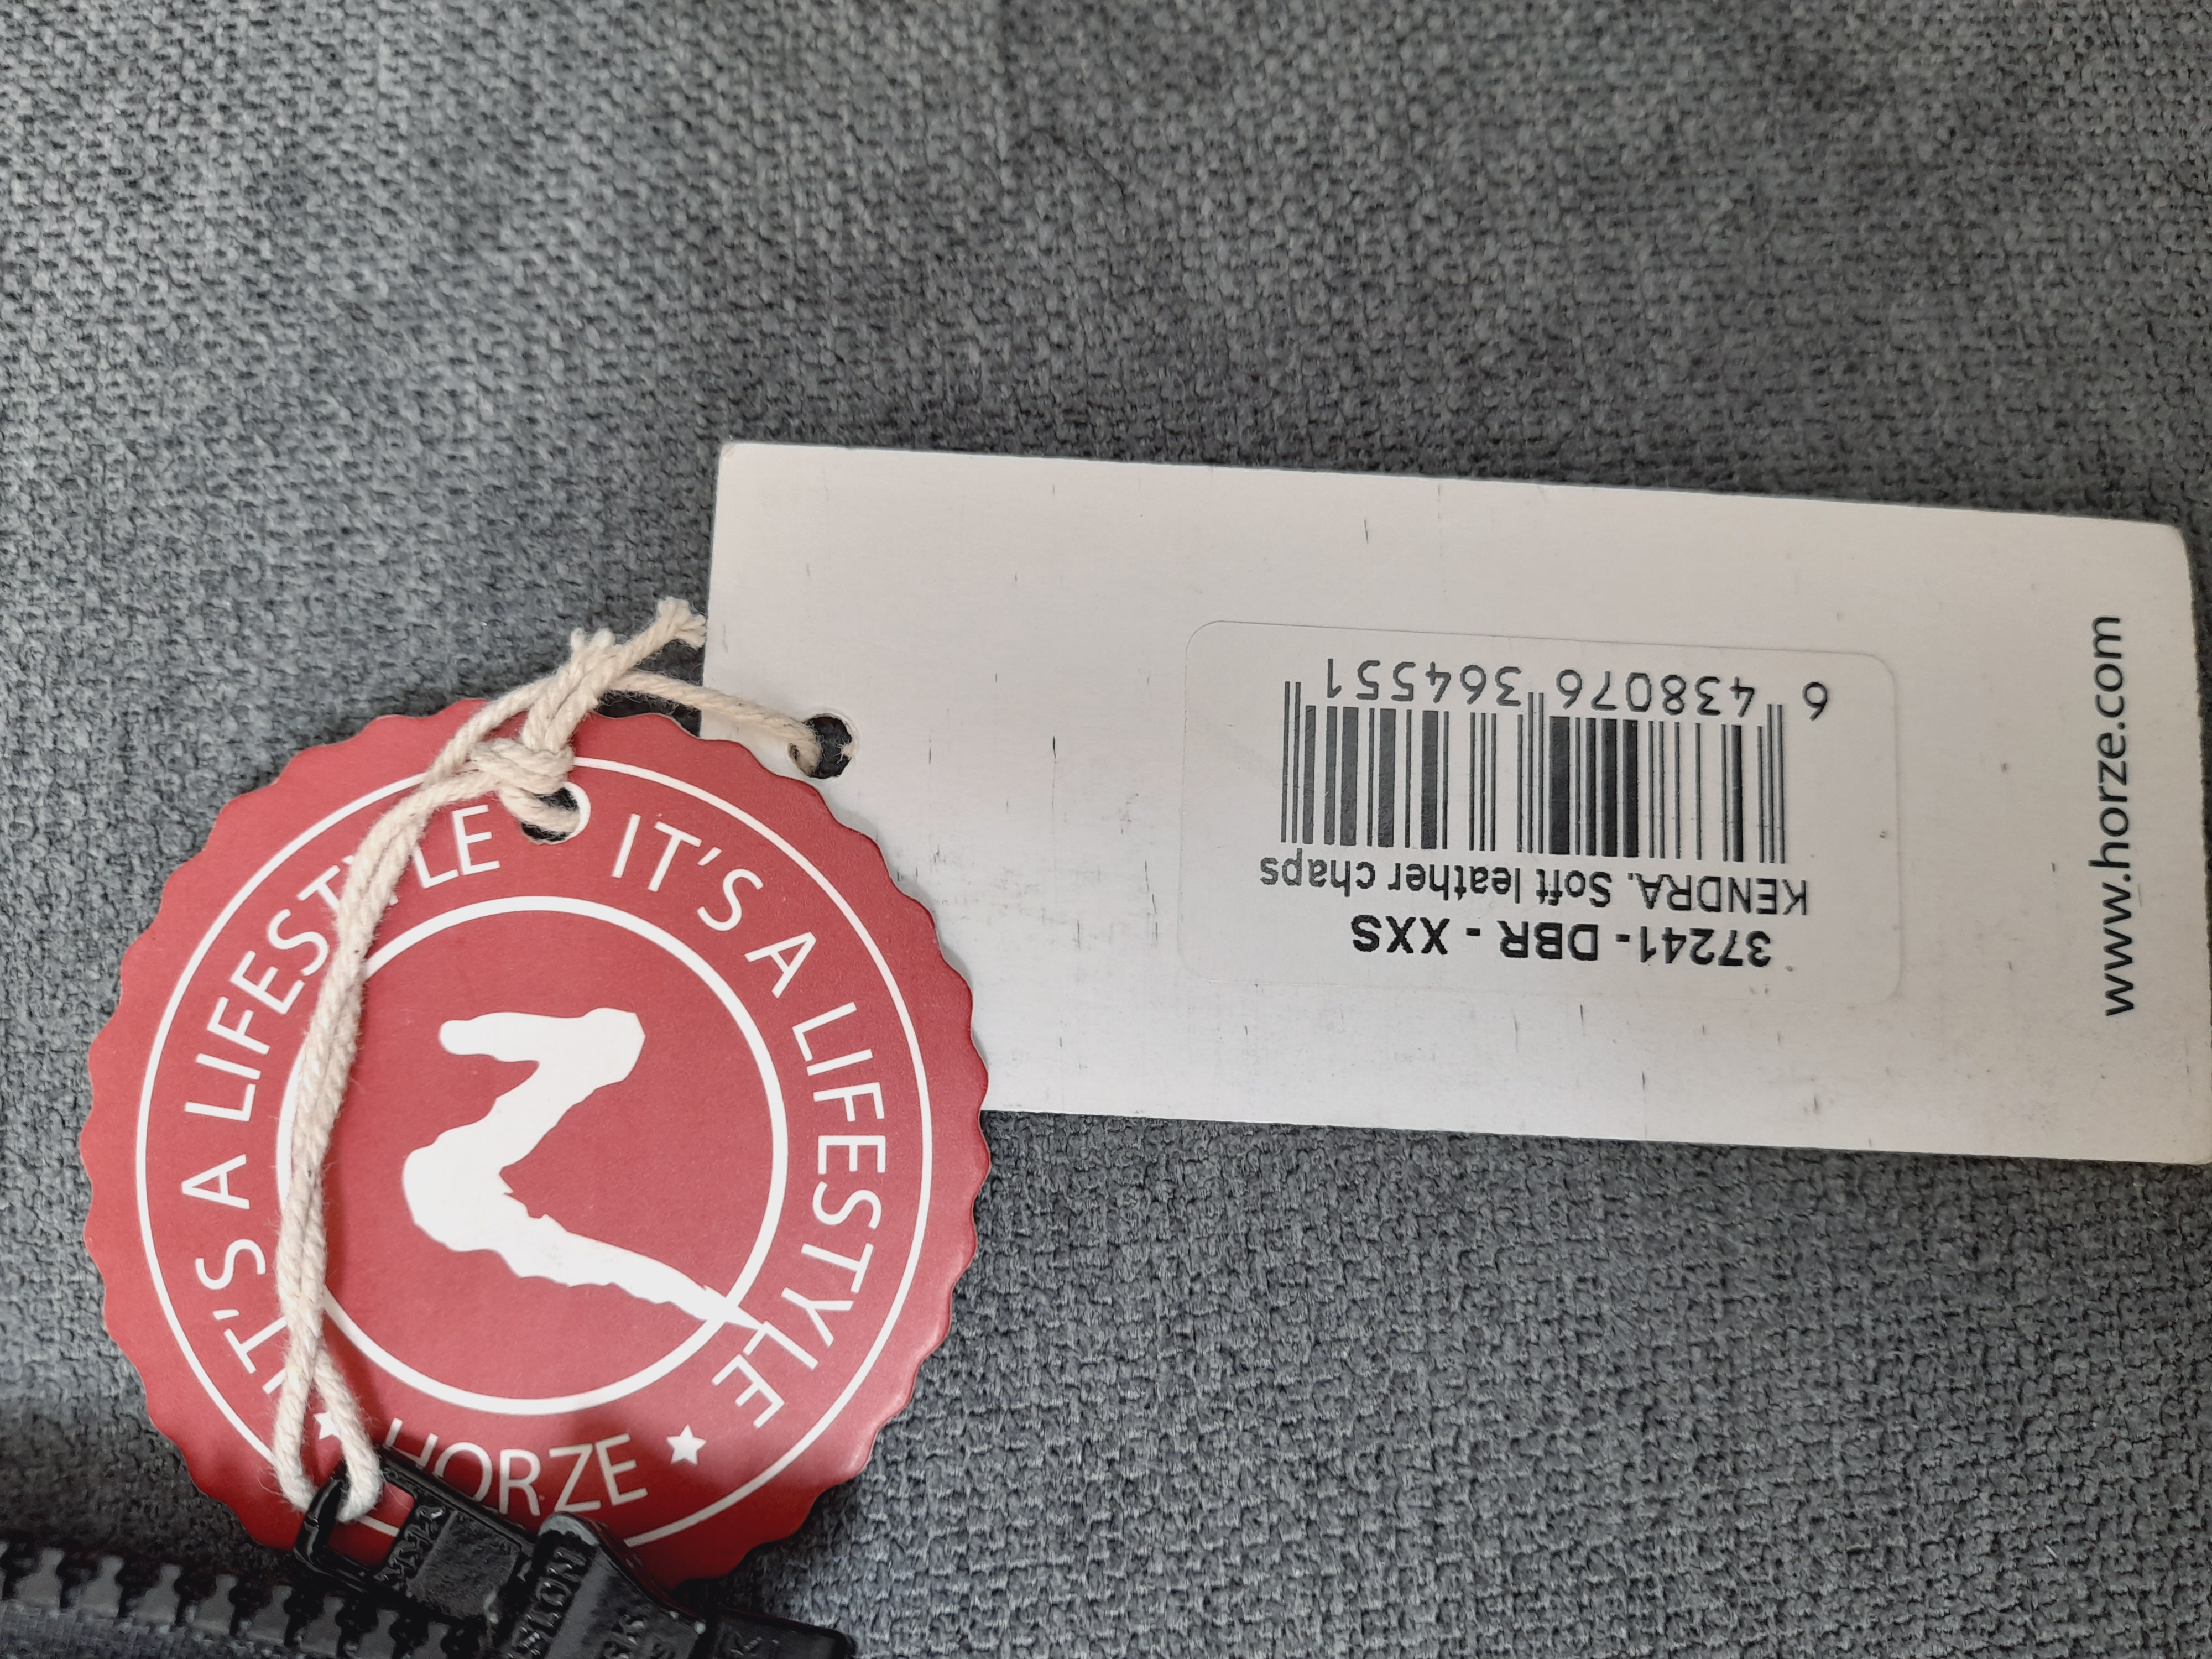 IT'S A LIFESTYLE
IT'S A LIFESTYLE
HORZE
37241- DBR - XXS
KENDRA. Soft leather chaps
6 438076 364551
www.horze.com